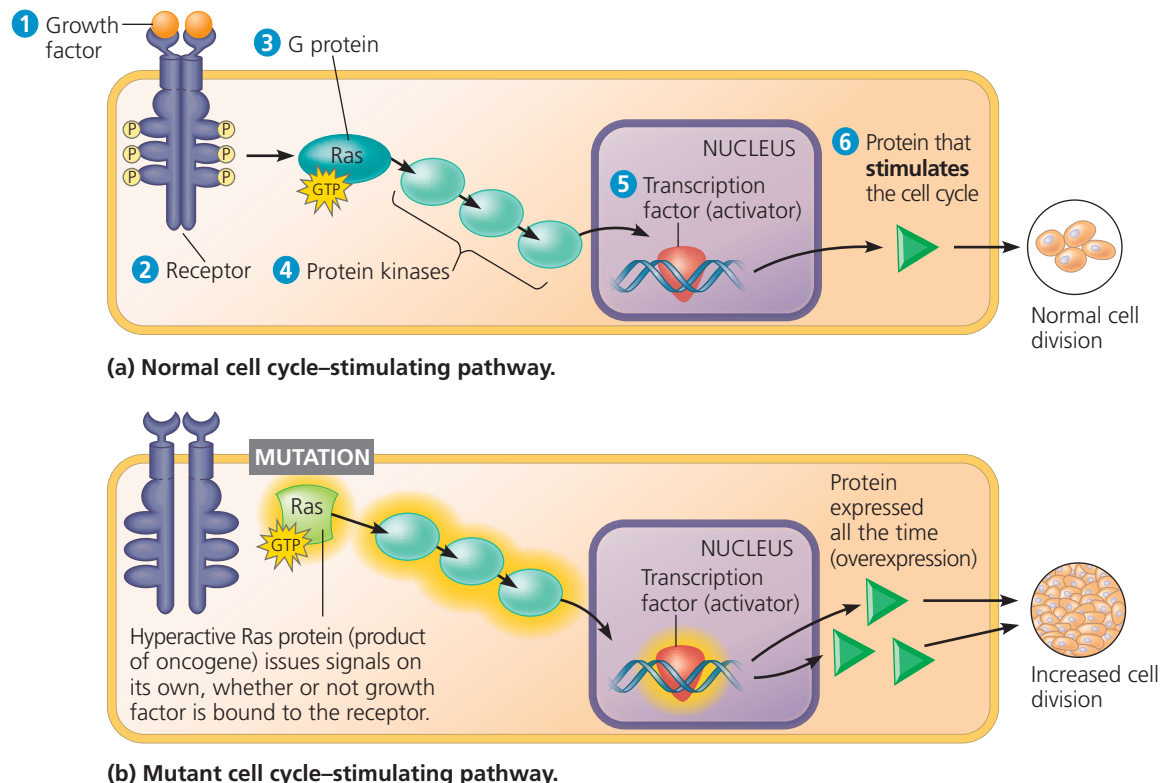 1 Growth
factor
3 G protein
P
P
P
P
P
P
Ras
GTP
2 Receptor
4 Protein kinases
NUCLEUS
5 Transcription
factor (activator)
6 Protein that
stimulates
the cell cycle
Normal cell
division
(a) Normal cell cycle–stimulating pathway.
MUTATION
Ras
GTP
Hyperactive Ras protein (product
of oncogene) issues signals on
its own, whether or not growth
factor is bound to the receptor.
NUCLEUS
Transcription
factor (activator)
Protein
expressed
all the time
(overexpression)
Increased cell
division
(b) Mutant cell cycle–stimulating pathway.